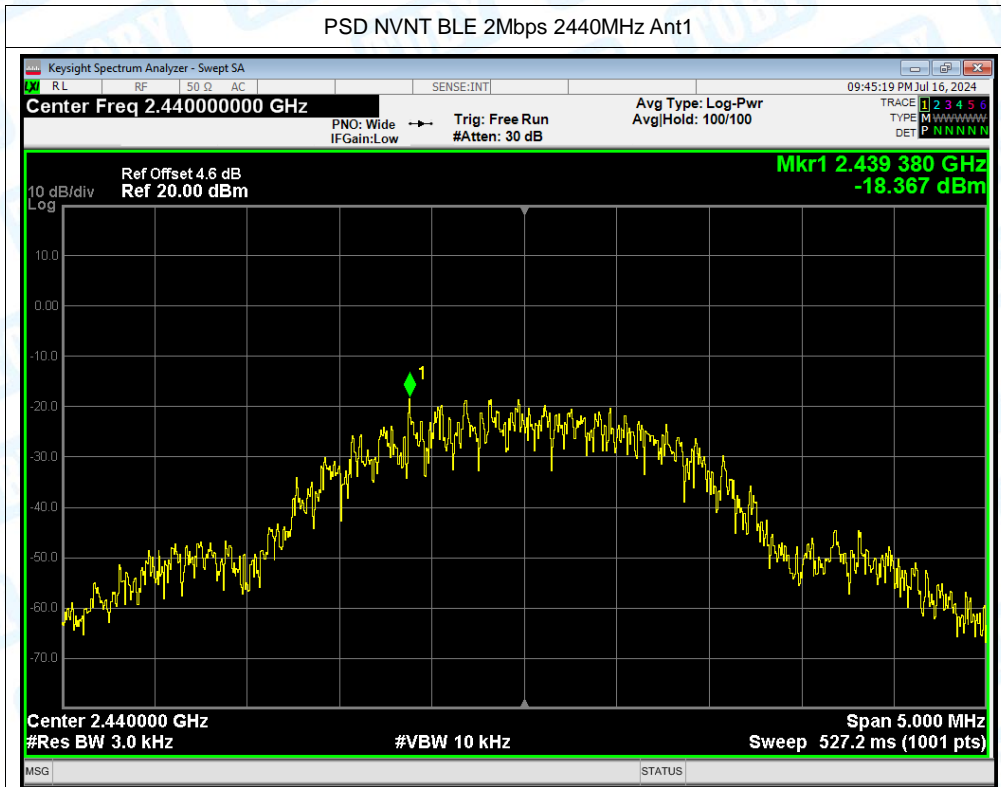 PSD NVNT BLE 2Mbps 2440MHz Ant1
Keysight Spectrum Analyzer - Swept SA
LXI RL RF 50 Ω AC SENSE:INT 09:45:19 PM Jul 16, 2024
Center Freq 2.440000000 GHz
PNO: Wide
IFGain:Low
Trig: Free Run
#Atten: 30 dB
Avg Type: Log-Pwr
Avg|Hold: 100/100
TRACE 1 2 3 4 5 6
TYPE M WWWWW
DET P N N N N N
Mkr1 2.439 380 GHz
-18.367 dBm
Ref Offset 4.6 dB
10 dB/div Ref 20.00 dBm
Log
10.0
0.00
-10.0
1
-20.0
-30.0
-40.0
-50.0
-60.0
-70.0
Center 2.440000 GHz Span 5.000 MHz
#Res BW 3.0 kHz #VBW 10 kHz Sweep 527.2 ms (1001 pts)
MSG STATUS